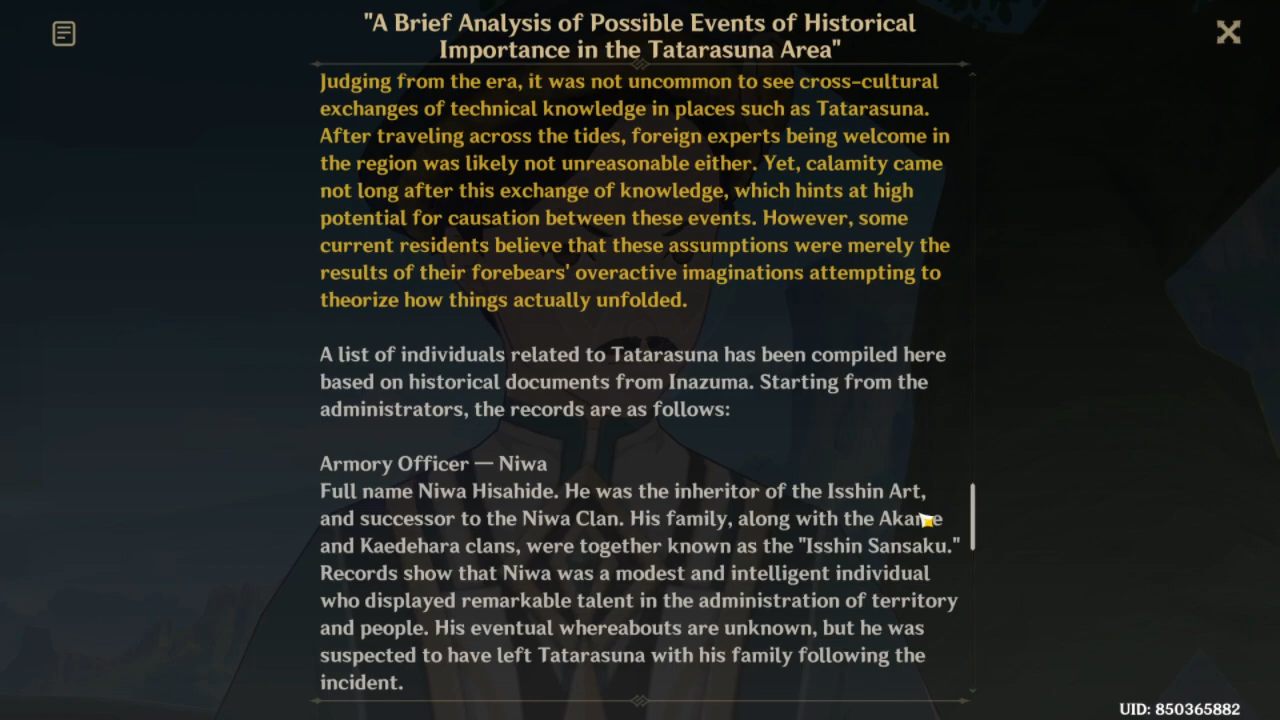 "A Brief Analysis of Possible Events of Historical
Importance in the Tatarasuna Area"
Judging from the era, it was not uncommon to see cross-cultural
exchanges of technical knowledge in places such as Tatarasuna.
After traveling across the tides, foreign experts being welcome in
the region was likely not unreasonable either. Yet, calamity came
not long after this exchange of knowledge, which hints at high
potential for causation between these events. However, some
current residents believe that these assumptions were merely the
results of their forebears' overactive imaginations attempting to
theorize how things actually unfolded.
A list of individuals related to Tatarasuna has been compiled here
based on historical documents from Inazuma. Starting from the
administrators, the records are as follows:
Armory Officer — Niwa
Full name Niwa Hisahide. He was the inheritor of the Isshin Art,
and successor to the Niwa Clan. His family, along with the Akame
and Kaedehara clans, were together known as the "Isshin Sansaku."
Records show that Niwa was a modest and intelligent individual
who displayed remarkable talent in the administration of territory
and people. His eventual whereabouts are unknown, but he was
suspected to have left Tatarasuna with his family following the
incident.
UID: 850365882